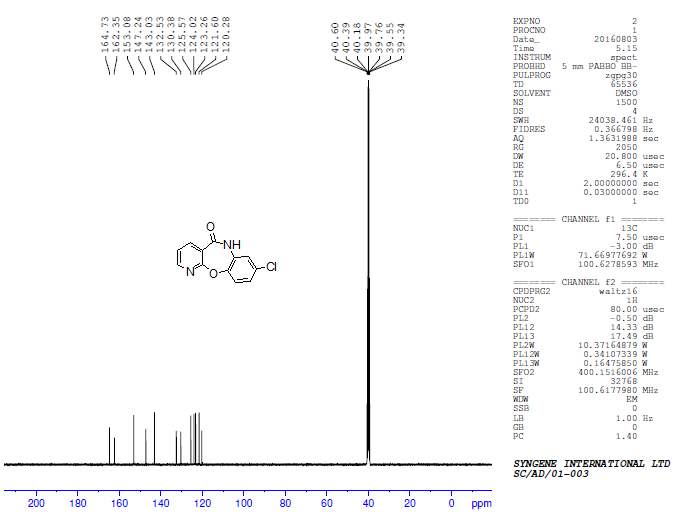 164.73
162.35
153.08
147.24
143.03
132.53
130.38
125.57
124.02
123.26
121.60
120.28
40.60
40.39
40.18
39.97
39.76
39.55
39.34
O
NH
N
O
Cl
200 180 160 140 120 100 80 60 40 20 0 ppm
EXPNO 2
PROCNO 1
Date_ 20160803
Time 5.15
INSTRUM spect
PROBHD 5 mm PABBO BB-
PULPROG zgpg30
TD 65536
SOLVENT DMSO
NS 1500
DS 4
SWH 24038.461 Hz
FIDRES 0.366798 Hz
AQ 1.3631988 sec
RG 2050
DW 20.800 usec
DE 6.50 usec
TE 296.4 K
D1 2.00000000 sec
D11 0.03000000 sec
TD0 1
======== CHANNEL f1 ========
NUC1 13C
P1 7.50 usec
PL1 -3.00 dB
PL1W 71.66977692 W
SFO1 100.6278593 MHz
======== CHANNEL f2 ========
CPDPRG2 waltz16
NUC2 1H
PCPD2 80.00 usec
PL2 -0.50 dB
PL12 14.33 dB
PL13 17.49 dB
PL2W 10.37164879 W
PL12W 0.34107339 W
PL13W 0.16475850 W
SFO2 400.1516006 MHz
SI 32768
SF 100.6177980 MHz
WDW EM
SSB 0
LB 1.00 Hz
GB 0
PC 1.40
SYNGENE INTERNATIONAL LTD
SC/AD/01-003